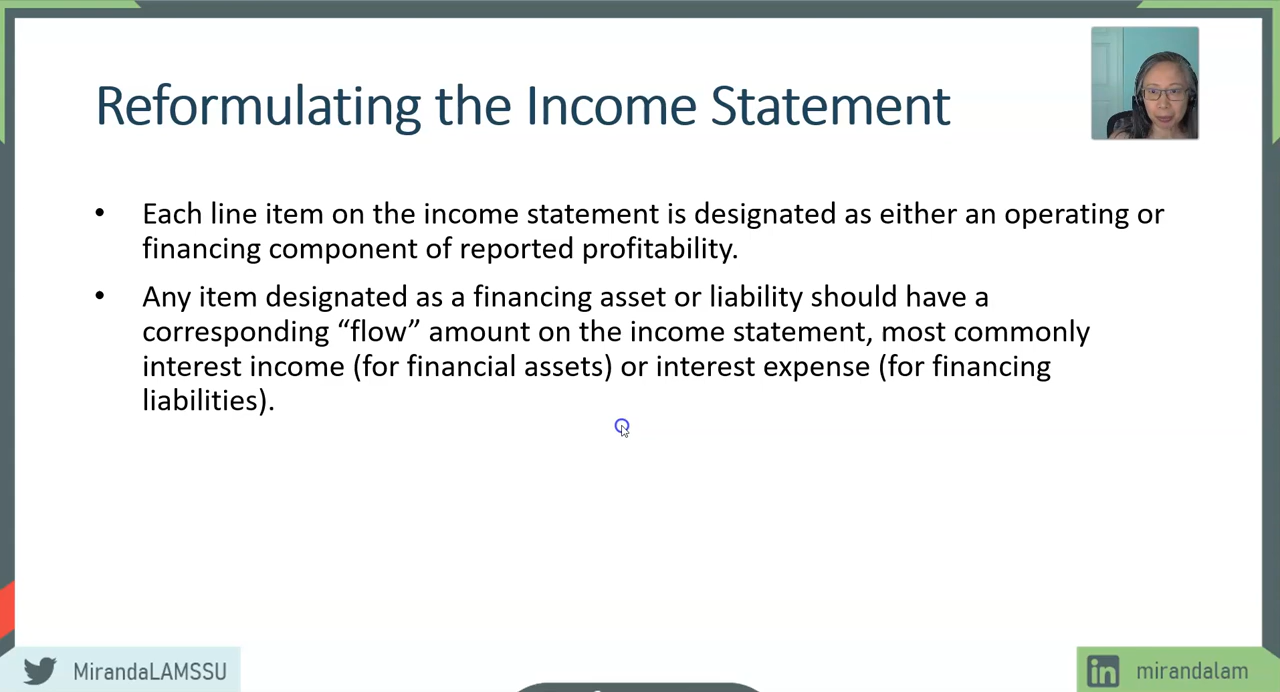 Reformulating the Income Statement
• Each line item on the income statement is designated as either an operating or
financing component of reported profitability.
• Any item designated as a financing asset or liability should have a
corresponding “flow” amount on the income statement, most commonly
interest income (for financial assets) or interest expense (for financing
liabilities).
MirandaLAMSSU
in mirandalam